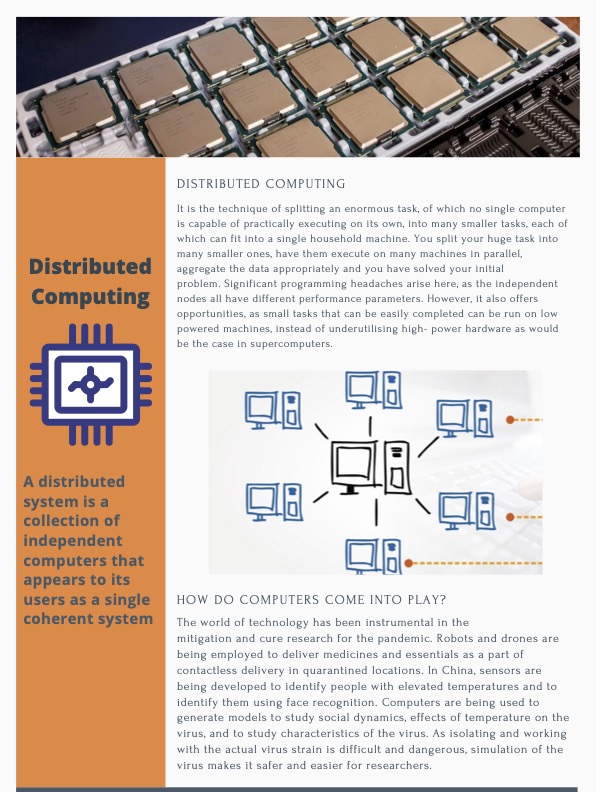 Distributed
Computing
A distributed
system is a
collection of
independent
computers that
appears to its
users as a single
coherent system
DISTRIBUTED COMPUTING
It is the technique of splitting an enormous task, of which no single computer
is capable of practically executing on its own, into many smaller tasks, each of
which can fit into a single household machine. You split your huge task into
many smaller ones, have them execute on many machines in parallel,
aggregate the data appropriately and you have solved your initial
problem. Significant programming headaches arise here, as the independent
nodes all have different performance parameters. However, it also offers
opportunities, as small tasks that can be easily completed can be run on low
powered machines, instead of underutilising high- power hardware as would
be the case in supercomputers.
HOW DO COMPUTERS COME INTO PLAY?
The world of technology has been instrumental in the
mitigation and cure research for the pandemic. Robots and drones are
being employed to deliver medicines and essentials as a part of
contactless delivery in quarantined locations. In China, sensors are
being developed to identify people with elevated temperatures and to
identify them using face recognition. Computers are being used to
generate models to study social dynamics, effects of temperature on the
virus, and to study characteristics of the virus. As isolating and working
with the actual virus strain is difficult and dangerous, simulation of the
virus makes it safer and easier for researchers.